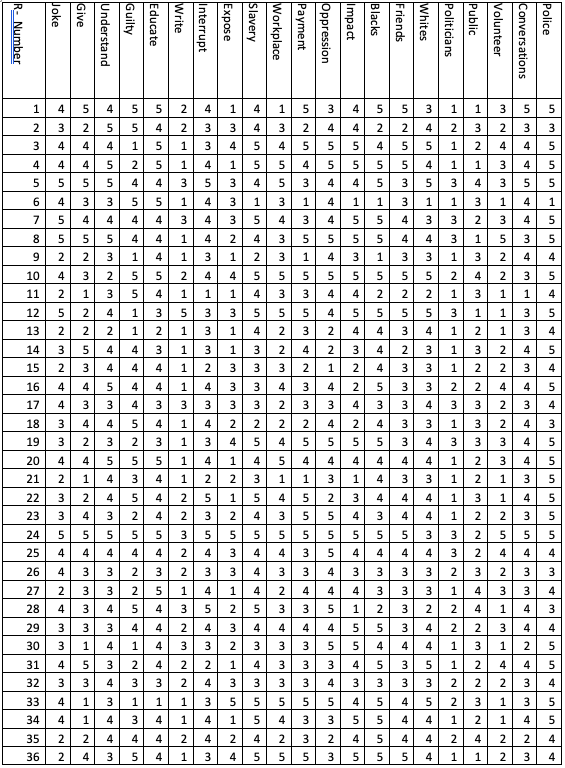 R_ Number Joke Give Understand Guilty Educate Write Interrupt Expose Slavery Workplace Payment Oppression Impact Blacks Friends Whites Politicians Public Volunteer Conversations Police
1 4 5 4 5 5 2 4 1 4 1 5 3 4 5 5 3 1 1 3 5 5
2 3 2 5 5 4 2 3 3 4 3 2 4 4 2 2 4 2 3 2 3 3
3 4 4 4 1 5 1 3 4 5 4 5 5 5 4 5 5 1 2 4 4 5
4 4 4 5 2 5 1 4 1 5 5 4 5 5 5 5 4 1 1 3 4 5
5 5 5 5 4 4 3 5 3 4 5 3 4 4 5 3 5 3 4 3 5 5
6 4 3 3 5 5 1 4 3 1 3 1 4 1 1 3 1 1 3 1 4 1
7 5 4 4 4 4 3 4 3 5 4 3 4 5 5 4 3 3 2 3 4 5
8 5 5 5 4 4 1 4 2 4 3 5 5 5 5 4 4 3 1 5 3 5
9 2 2 3 1 4 1 3 1 2 3 1 4 3 1 3 3 1 3 2 4 4
10 4 3 2 5 5 2 4 4 5 5 5 5 5 5 5 5 2 4 2 3 5
11 2 1 3 5 4 1 1 1 4 3 3 4 4 2 2 2 1 3 1 1 4
12 5 2 4 1 3 5 3 3 5 5 5 4 5 5 5 5 3 1 1 3 5
13 2 2 2 1 2 1 3 1 4 2 3 2 4 4 3 4 1 2 1 3 4
14 3 5 4 4 3 1 3 1 3 2 4 2 3 4 2 3 1 3 2 4 5
15 2 3 4 4 4 1 2 3 3 3 2 1 2 4 3 3 1 2 2 3 4
16 4 4 5 4 4 1 4 3 3 4 3 4 2 5 3 3 2 2 4 4 5
17 4 3 3 4 3 3 3 3 3 2 3 3 4 3 3 4 3 3 2 3 4
18 3 4 4 5 4 1 4 2 2 2 2 4 2 4 3 3 1 3 2 4 3
19 3 2 3 2 3 1 3 4 5 4 5 5 5 5 3 4 3 3 3 4 5
20 4 4 5 5 5 1 4 1 4 5 4 4 4 4 4 4 1 2 3 4 5
21 2 1 4 3 4 1 2 2 3 1 1 3 1 4 3 3 1 2 1 3 5
22 3 2 4 5 4 2 5 1 5 4 5 2 3 4 4 4 1 3 1 4 5
23 3 4 3 4 2 2 3 2 4 3 5 5 4 3 4 4 1 2 2 3 5
24 5 5 5 5 5 3 5 5 5 5 5 5 5 5 5 3 3 2 5 5 5
25 4 4 4 4 4 2 4 3 4 4 3 5 4 4 4 4 3 2 4 4 4
26 4 3 3 2 3 2 3 3 4 3 3 4 3 3 3 3 2 3 2 3 3
27 2 3 3 2 5 1 4 1 4 2 4 4 4 3 3 3 1 4 3 3 4
28 4 3 4 5 4 3 5 2 5 3 3 5 1 2 3 2 2 4 1 4 3
29 3 3 3 4 4 2 4 3 4 4 4 4 5 5 3 4 2 2 3 4 4
30 3 1 4 1 4 3 3 2 3 3 3 5 5 4 4 4 1 3 1 2 5
31 4 5 3 2 4 2 2 1 4 3 3 3 4 5 3 5 1 2 4 4 5
32 3 3 4 3 3 2 4 3 3 3 3 4 3 3 3 3 2 2 2 3 4
33 4 1 3 1 1 1 3 5 5 5 5 5 4 5 4 5 2 3 1 3 5
34 4 1 4 3 4 1 4 1 5 4 3 3 5 5 4 4 1 2 1 4 5
35 2 2 4 4 4 2 4 2 4 2 3 2 4 5 4 4 2 2 2 2 4
36 2 4 3 5 4 1 3 4 5 5 5 3 5 5 5 4 1 1 2 3 4